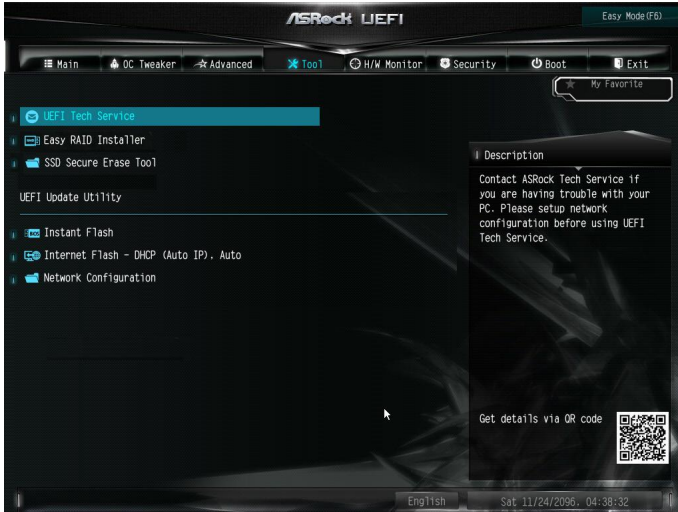 ASRock UEFI
Easy Mode(F6)
Main
OC Tweaker
Advanced
Tool
H/W Monitor
Security
Boot
Exit
My Favorite
UEFI Tech Service
Easy RAID Installer
SSD Secure Erase Tool
UEFI Update Utility
BIOS
Instant Flash
Internet Flash - DHCP (Auto IP), Auto
Network Configuration
Description
Contact ASRock Tech Service if
you are having trouble with your
PC. Please setup network
configuration before using UEFI
Tech Service.
Get details via QR code
English
Sat 11/24/2096, 04:38:32